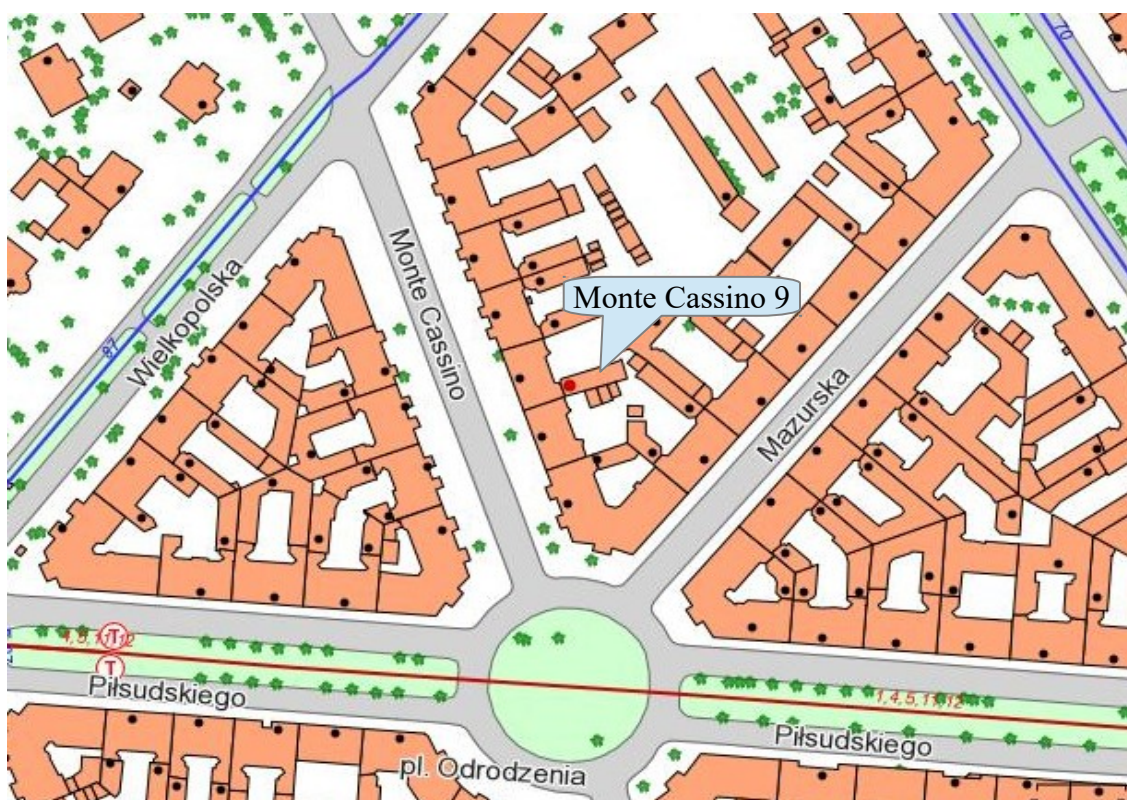 70
Monte Cassino
Wielkopolska
Monte Cassino 9
87
Mazurska
T
T
Piłsudskiego
1, 4, 5, 11, 12
Piłsudskiego
pl. Odrodzenia